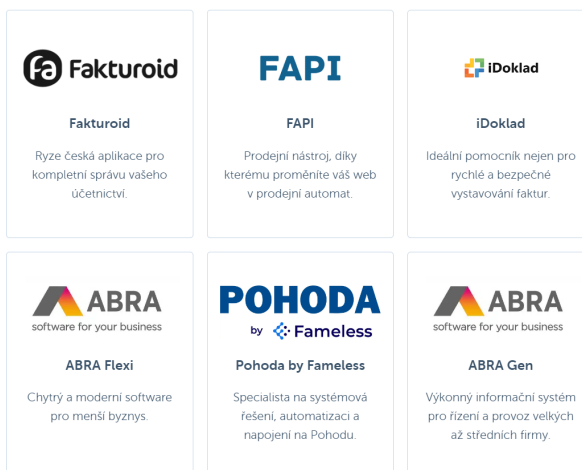 Fakturoid
Fakturoid
Ryze česká aplikace pro
kompletní správu vašeho
účetnictví.
FAPI
FAPI
Prodejní nástroj, díky
kterému proměníte váš web
v prodejní automat.
iDoklad
iDoklad
Ideální pomocník nejen pro
rychlé a bezpečné
vystavování faktur.
ABRA
software for your business
ABRA Flexi
Chytrý a moderní software
pro menší byznys.
POHODA
by Fameless
Pohoda by Fameless
Specialista na systémová
řešení, automatizaci a
napojení na Pohodu.
ABRA
software for your business
ABRA Gen
Výkonný informační systém
pro řízení a provoz velkých
až středních firmy.